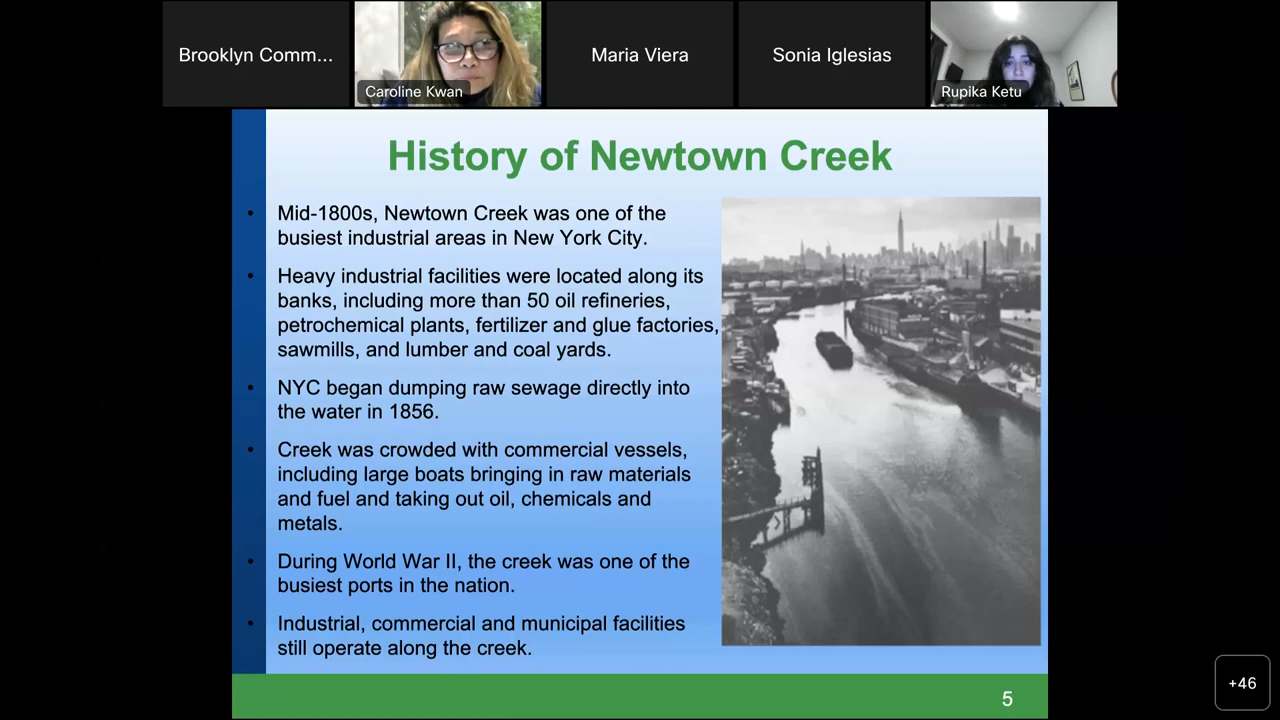 Brooklyn Comm...
Caroline Kwan
Maria Viera
Sonia Iglesias
Rupika Ketu
History of Newtown Creek
• Mid-1800s, Newtown Creek was one of the
busiest industrial areas in New York City.
• Heavy industrial facilities were located along its
banks, including more than 50 oil refineries,
petrochemical plants, fertilizer and glue factories,
sawmills, and lumber and coal yards.
• NYC began dumping raw sewage directly into
the water in 1856.
• Creek was crowded with commercial vessels,
including large boats bringing in raw materials
and fuel and taking out oil, chemicals and
metals.
• During World War II, the creek was one of the
busiest ports in the nation.
• Industrial, commercial and municipal facilities
still operate along the creek.
5
+46